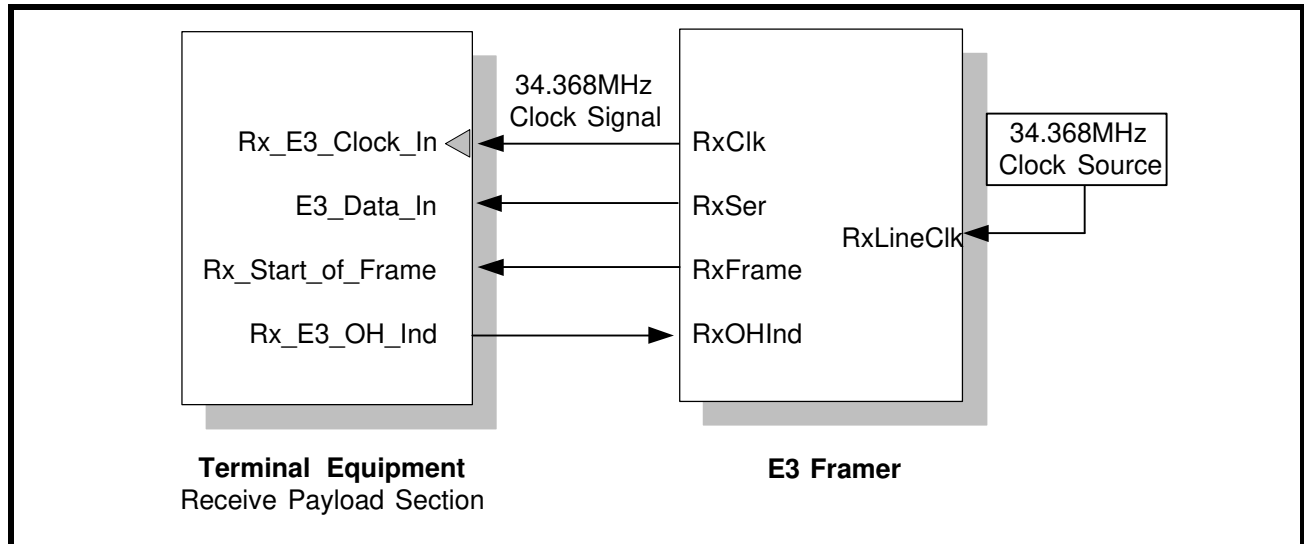 34.368MHz
Clock Signal
34.368MHz
Clock Source
Rx_E3_Clock_In
RxClk
E3_Data_In
RxSer
RxLineClk
Rx_Start_of_Frame
RxFrame
Rx_E3_OH_Ind
RxOHInd
Terminal Equipment
Receive Payload Section
E3 Framer